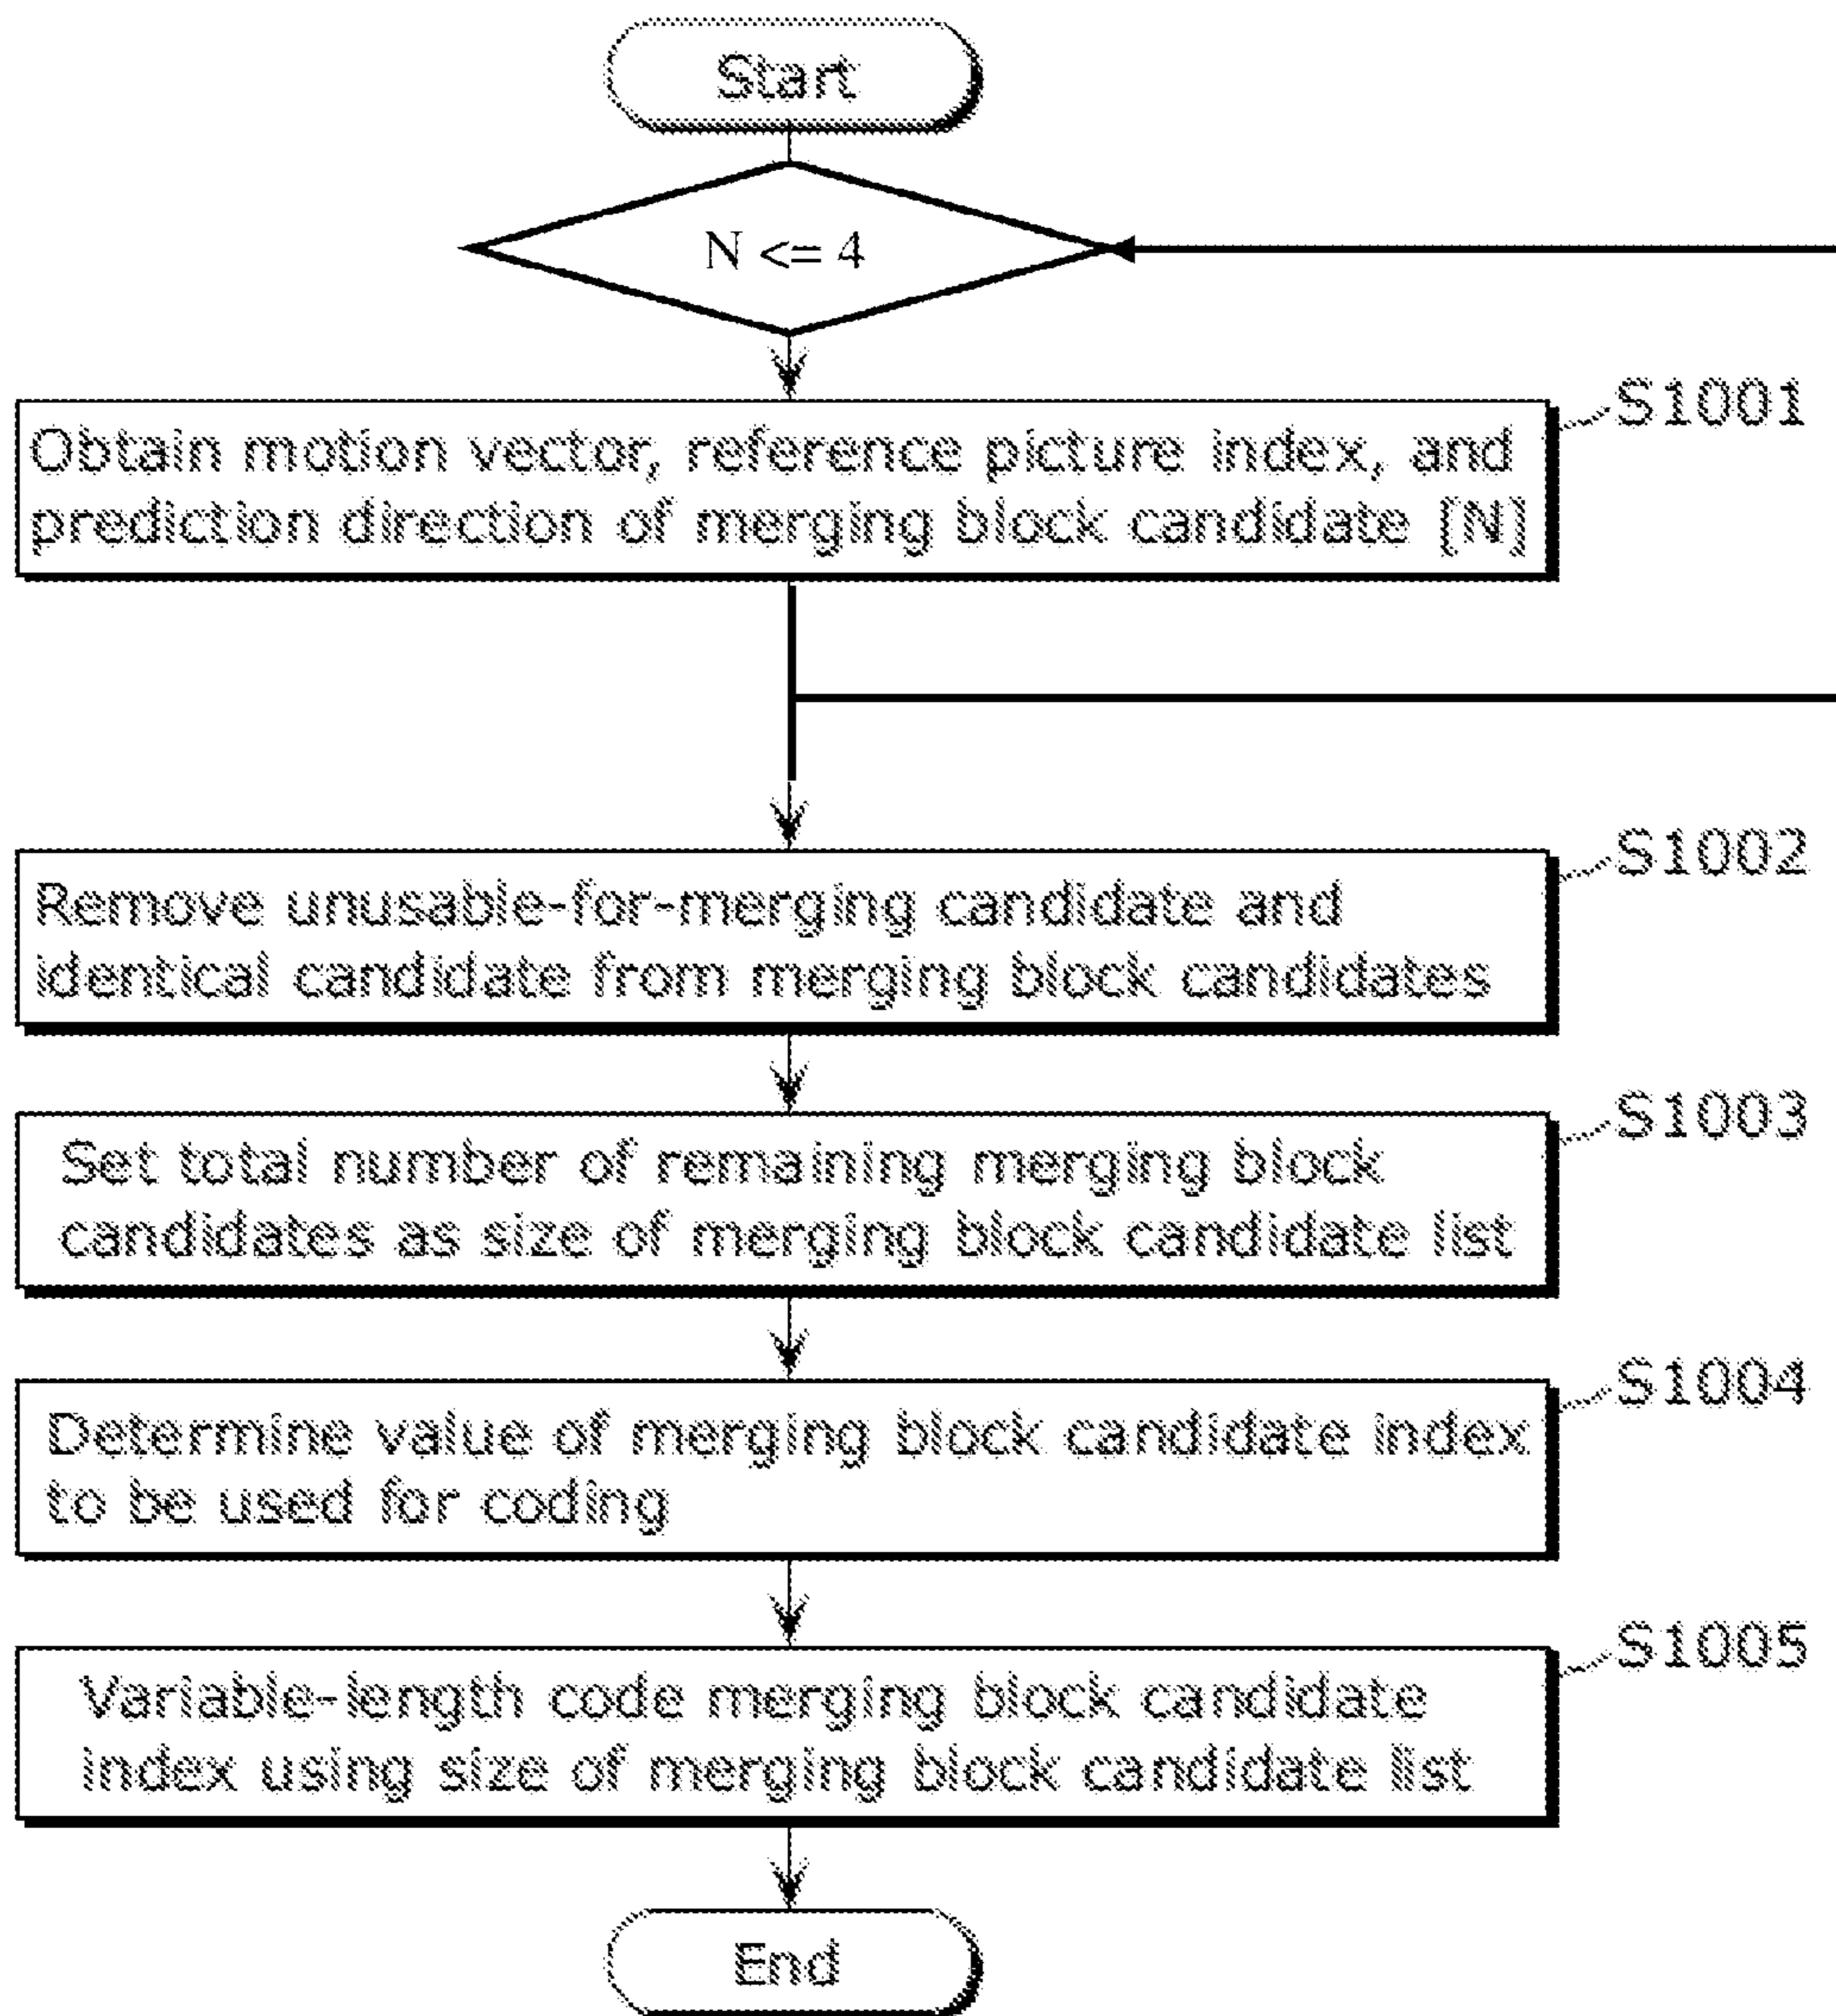 Start
N <= 4
S1001
Obtain motion vector, reference picture index, and
prediction direction of merging block candidate [N]
S1002
Remove unusable-for-merging candidate and
identical candidate from merging block candidates
S1003
Set total number of remaining merging block
candidates as size of merging block candidate list
S1004
Determine value of merging block candidate index
to be used for coding
S1005
Variable-length code merging block candidate
index using size of merging block candidate list
End